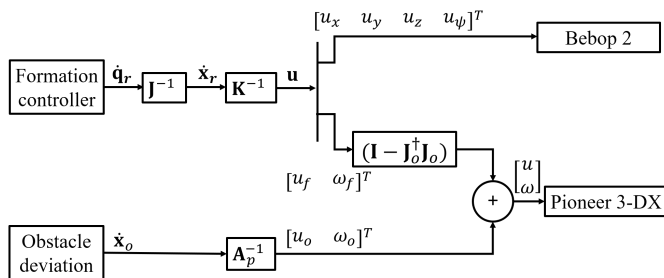 [u_x u_y u_z u_ψ]^T
Bebop 2
Formation controller
q̇_r
J^{-1}
ẋ_r
K^{-1}
u
(I − J_o^† J_o)
[u_f ω_f]^T
+
[u ω]
Pioneer 3-DX
Obstacle deviation
ẋ_o
A_p^{-1}
[u_o ω_o]^T